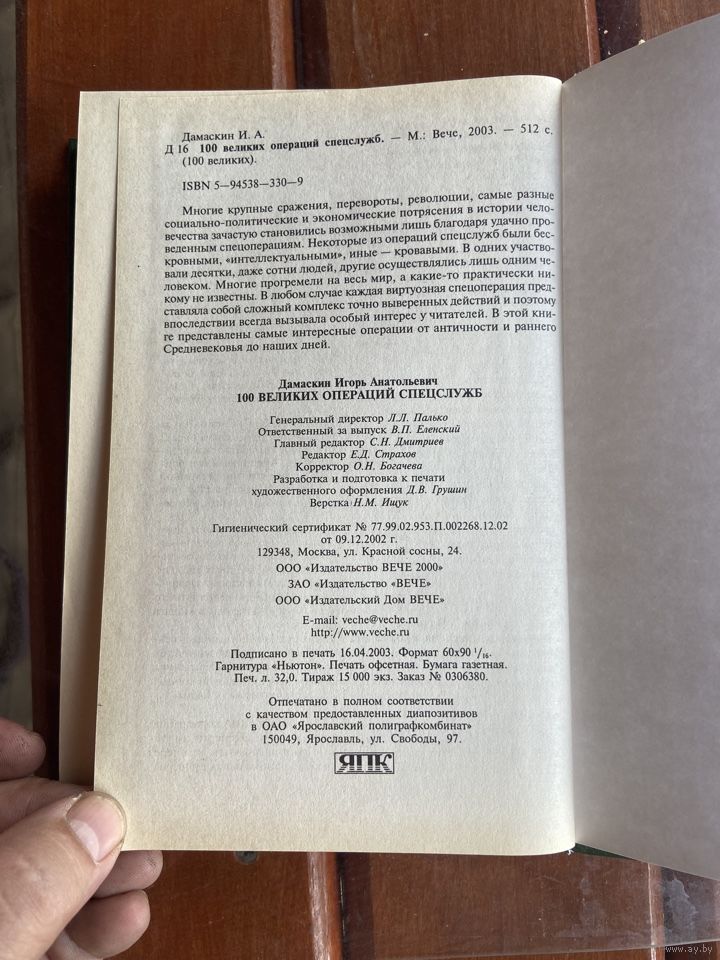 Дамаскин И. А.
Д 16 100 великих операций спецслужб. — М.: Вече, 2003. — 512 с.
(100 великих).
ISBN 5—94538—330—9
Многие крупные сражения, перевороты, революции, самые разные
социально-политические и экономические потрясения в истории чело-
вечества зачастую становились возможными лишь благодаря удачно про-
веденным спецоперациям. Некоторые из операций спецслужб были бес-
кровными, «интеллектуальными», иные — кровавыми. В одних участво-
вали десятки, даже сотни людей, другие осуществлялись лишь одним че-
ловеком. Многие прогремели на весь мир, а какие-то практически ни-
кому не известны. В любом случае каждая виртуозная спецоперация пред-
ставляла собой сложный комплекс точно выверенных действий и поэтому
впоследствии всегда вызывала особый интерес у читателей. В этой кни-
ге представлены самые интересные операции от античности и раннего
Средневековья до наших дней.
Дамаскин Игорь Анатольевич
100 ВЕЛИКИХ ОПЕРАЦИЙ СПЕЦСЛУЖБ
Генеральный директор Л.Л. Палько
Ответственный за выпуск В.П. Еленский
Главный редактор С.Н. Дмитриев
Редактор Е.Д. Страхов
Корректор О.Н. Богачева
Разработка и подготовка к печати
художественного оформления Д.В. Грушин
Верстка Н.М. Ищук
Гигиенический сертификат № 77.99.02.953.П.002268.12.02
от 09.12.2002 г.
129348, Москва, ул. Красной сосны, 24.
ООО «Издательство ВЕЧЕ 2000»
ЗАО «Издательство «ВЕЧЕ»
ООО «Издательский Дом ВЕЧЕ»
E-mail: veche@veche.ru
http://www.veche.ru
Подписано в печать 16.04.2003. Формат 60х90 1/16.
Гарнитура «Ньютон». Печать офсетная. Бумага газетная.
Печ. л. 32,0. Тираж 15 000 экз. Заказ № 0306380.
Отпечатано в полном соответствии
с качеством предоставленных диапозитивов
в ОАО «Ярославский полиграфкомбинат»
150049, Ярославль, ул. Свободы, 97.
ЯПК
www.ay.by